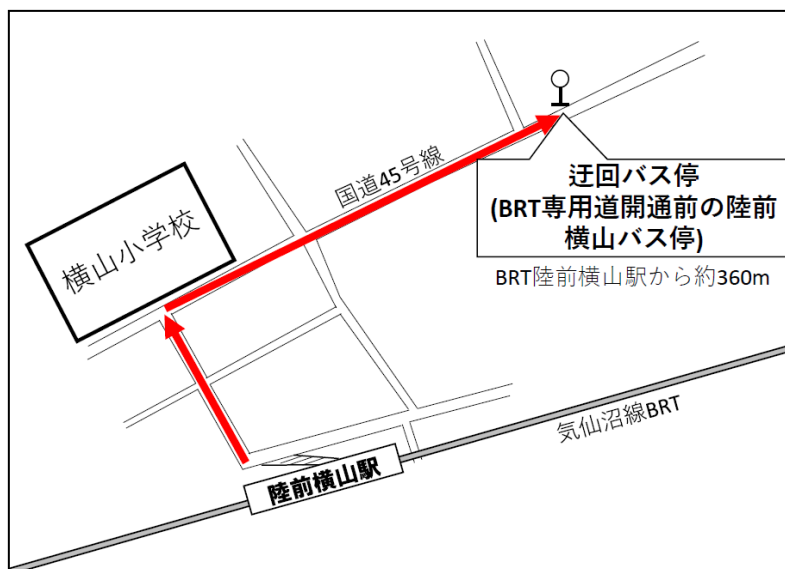 国道45号線
横山小学校
迂回バス停
(BRT専用道開通前の陸前
横山バス停)
BRT陸前横山駅から約360m
気仙沼線BRT
陸前横山駅